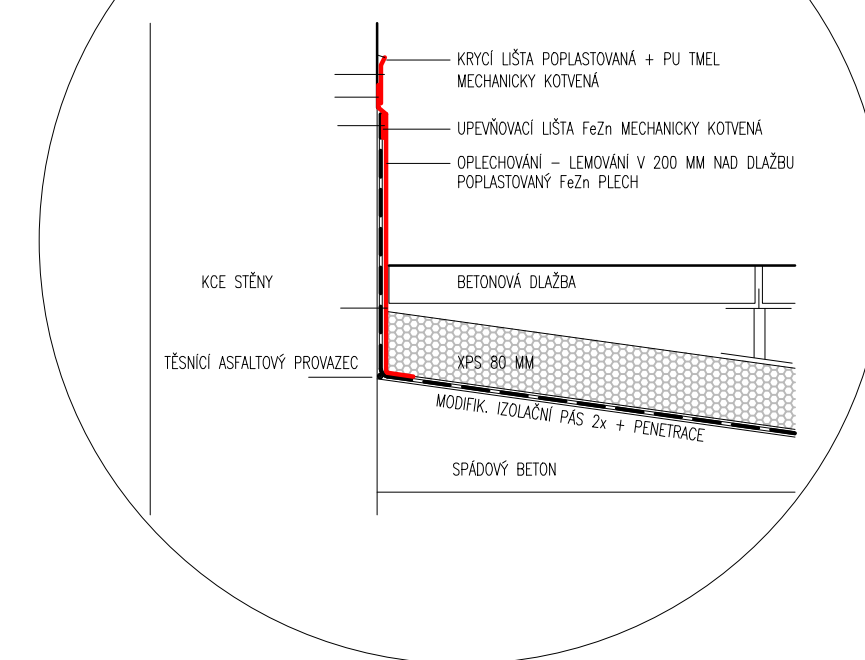 KRYCÍ LIŠTA POPLASTOVANÁ + PU TMEL
MECHANICKY KOTVENÁ
UPEVŇOVACÍ LIŠTA FeZn MECHANICKY KOTVENÁ
OPLECHOVÁNÍ – LEMOVÁNÍ V 200 MM NAD DLAŽBU
POPLASTOVANÝ FeZn PLECH
KCE STĚNY
BETONOVÁ DLAŽBA
TĚSNÍCÍ ASFALTOVÝ PROVAZEC
XPS 80 MM
MODIFIK. IZOLAČNÍ PÁS 2x + PENETRACE
SPÁDOVÝ BETON